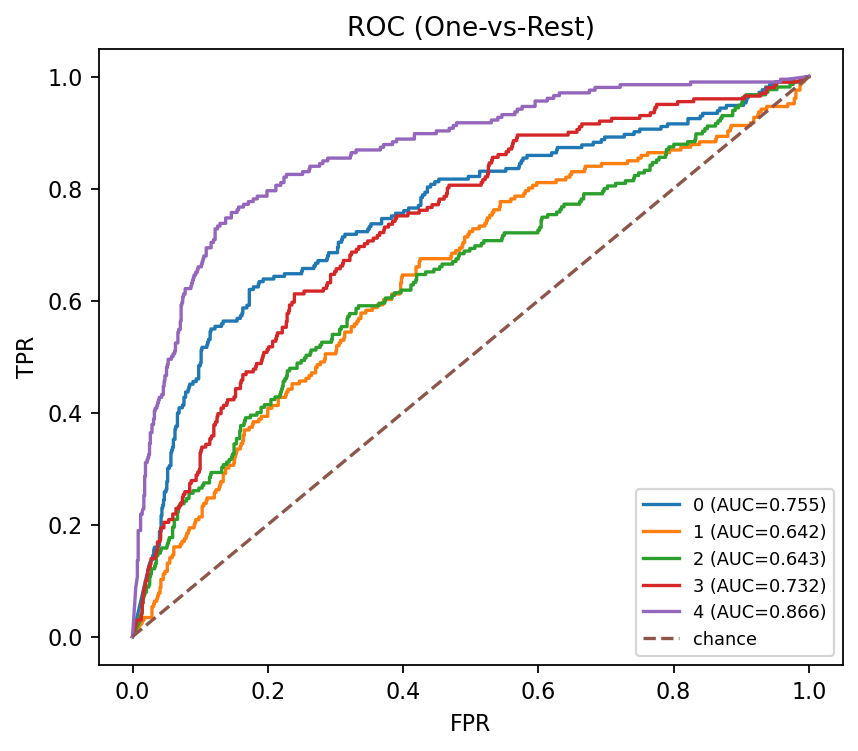 ROC (One-vs-Rest)
TPR
1.0
0.8
0.6
0.4
0.2
0.0
0 (AUC=0.755)
1 (AUC=0.642)
2 (AUC=0.643)
3 (AUC=0.732)
4 (AUC=0.866)
chance
0.0 0.2 0.4 0.6 0.8 1.0
FPR